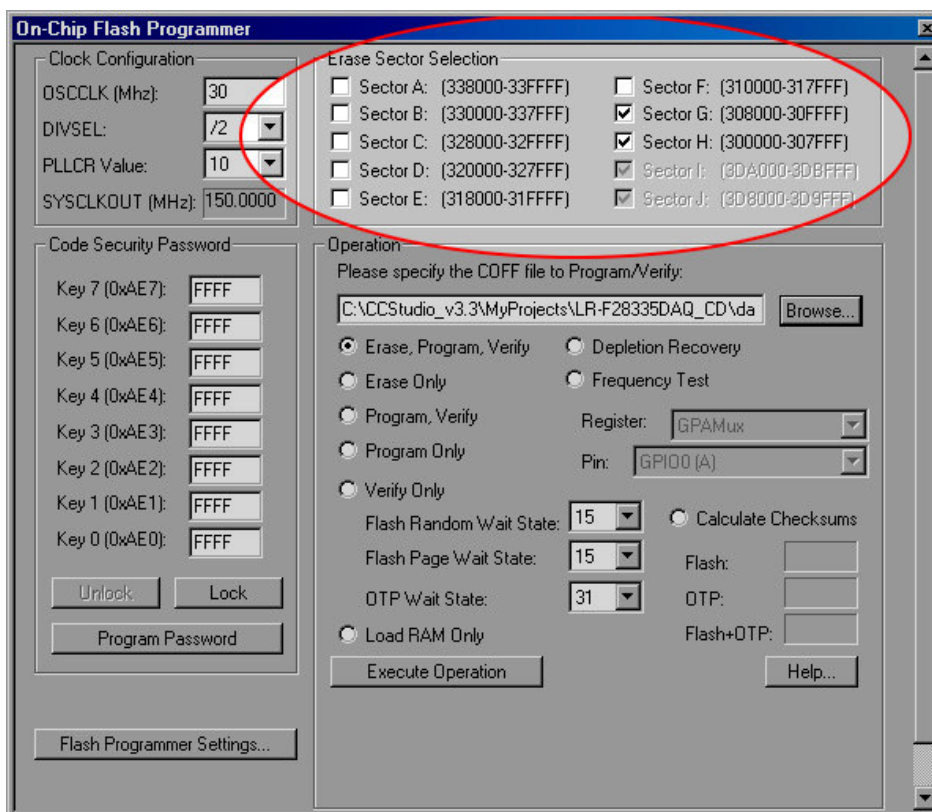 On-Chip Flash Programmer
Clock Configuration
OSCCLK (Mhz): 30
DIVSEL: /2
PLLCR Value: 10
SYSCLKOUT (MHz): 150.0000
Erase Sector Selection
Sector A: (338000-33FFFF)
Sector B: (330000-337FFF)
Sector C: (328000-32FFFF)
Sector D: (320000-327FFF)
Sector E: (318000-31FFFF)
Sector F: (310000-317FFF)
Sector G: (308000-30FFFF)
Sector H: (300000-307FFF)
Sector I: (3DA000-3DBFFF)
Sector J: (3D8000-3D9FFF)
Code Security Password
Key 7 (0xAE7): FFFF
Key 6 (0xAE6): FFFF
Key 5 (0xAE5): FFFF
Key 4 (0xAE4): FFFF
Key 3 (0xAE3): FFFF
Key 2 (0xAE2): FFFF
Key 1 (0xAE1): FFFF
Key 0 (0xAE0): FFFF
Unlock Lock
Program Password
Flash Programmer Settings...
Operation
Please specify the COFF file to Program/Verify:
C:\CCStudio_v3.3\MyProjects\LR-F28335DAQ_CD\da Browse...
Erase, Program, Verify Depletion Recovery
Erase Only Frequency Test
Program, Verify Register: GPAMux
Program Only Pin: GPIO0 (A)
Verify Only
Flash Random Wait State: 15 Calculate Checksums
Flash Page Wait State: 15 Flash:
OTP Wait State: 31 OTP:
Load RAM Only Flash+OTP:
Execute Operation Help...